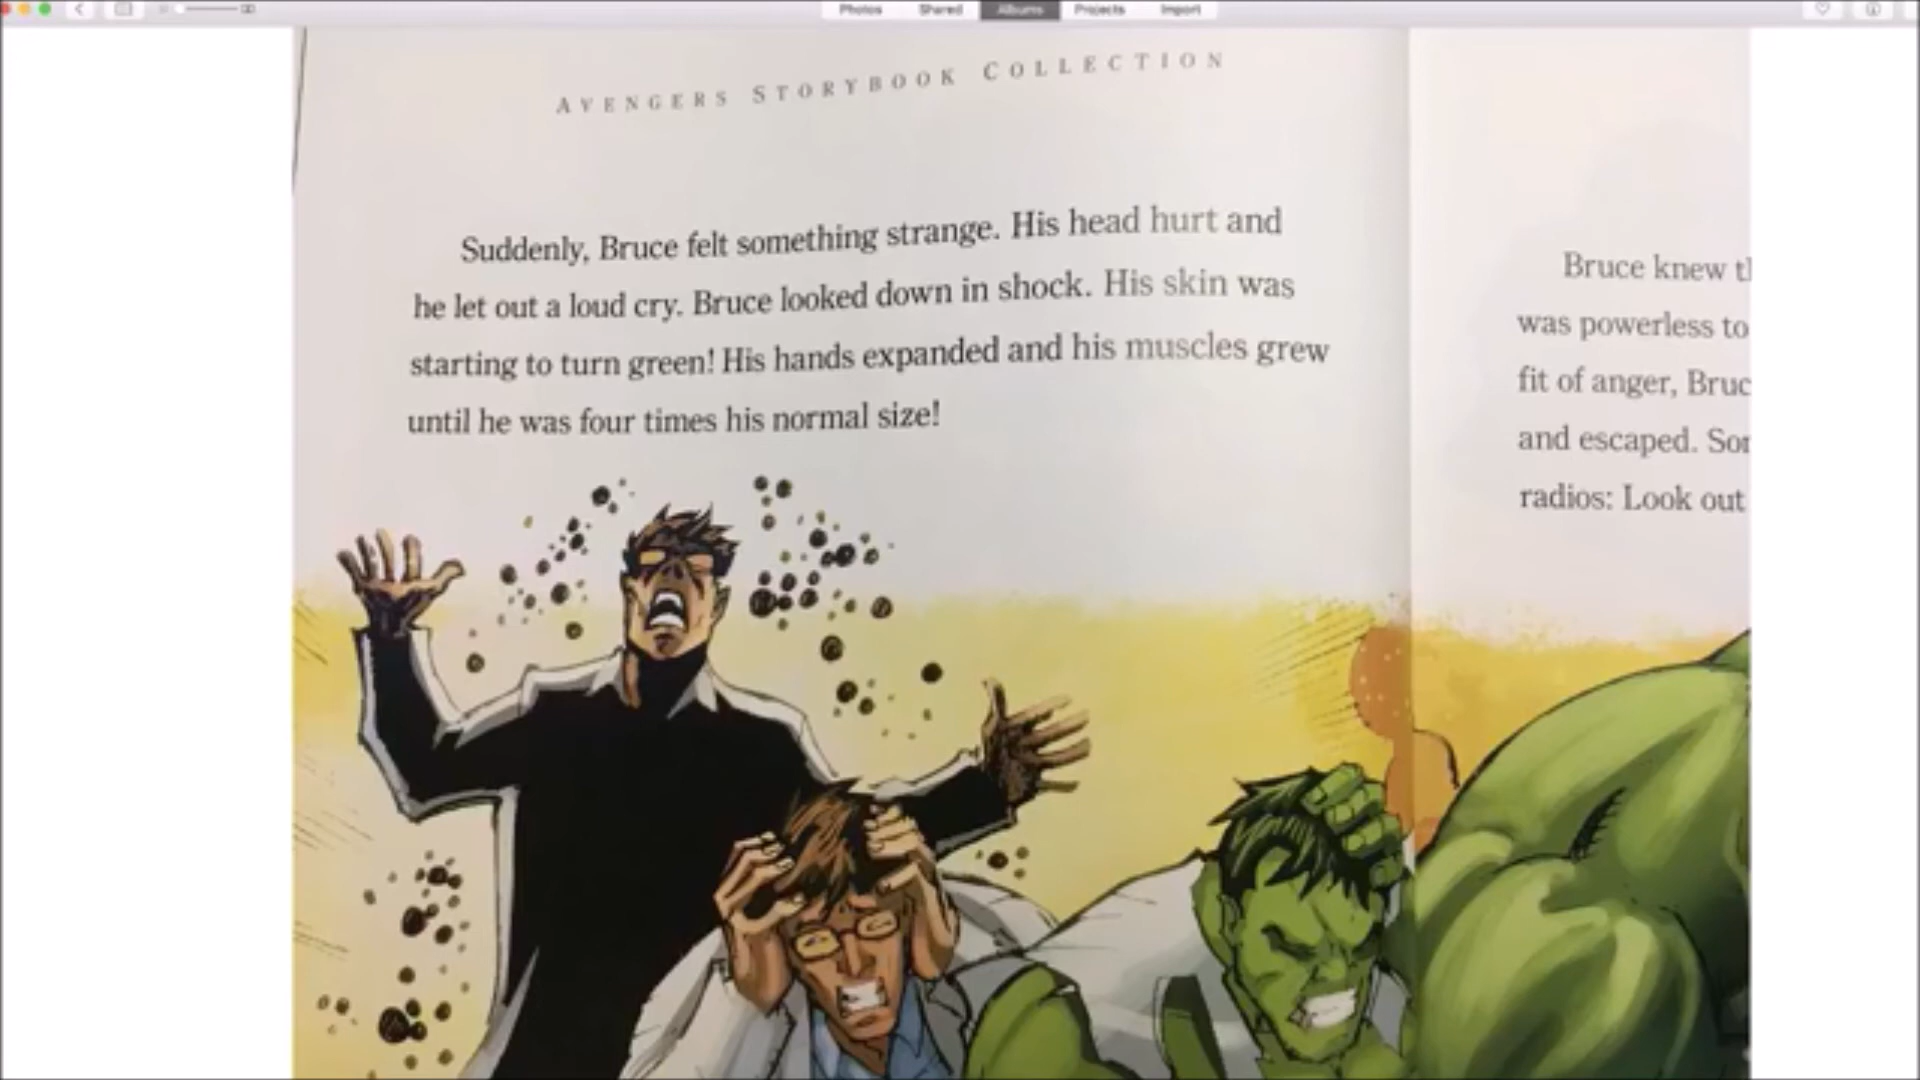 Photos Shared Albums Projects Import
AVENGERS STORYBOOK COLLECTION
Suddenly, Bruce felt something strange. His head hurt and
he let out a loud cry. Bruce looked down in shock. His skin was
starting to turn green! His hands expanded and his muscles grew
until he was four times his normal size!
Bruce knew
was powerless to
fit of anger,
and escaped.
radios: Look out